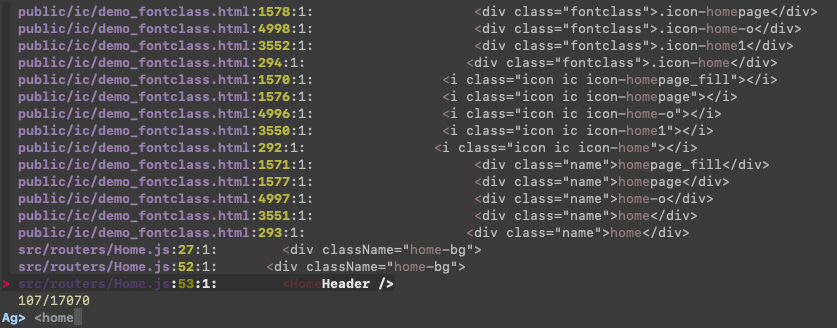 public/ic/demo_fontclass.html:1578:1: <div class="fontclass">.icon-homepage</div>
public/ic/demo_fontclass.html:4998:1: <div class="fontclass">.icon-home-o</div>
public/ic/demo_fontclass.html:3552:1: <div class="fontclass">.icon-home1</div>
public/ic/demo_fontclass.html:294:1: <div class="fontclass">.icon-home</div>
public/ic/demo_fontclass.html:1570:1: <i class="icon ic icon-homepage_fill"></i>
public/ic/demo_fontclass.html:1576:1: <i class="icon ic icon-homepage"></i>
public/ic/demo_fontclass.html:4996:1: <i class="icon ic icon-home-o"></i>
public/ic/demo_fontclass.html:3550:1: <i class="icon ic icon-home1"></i>
public/ic/demo_fontclass.html:292:1: <i class="icon ic icon-home"></i>
public/ic/demo_fontclass.html:1571:1: <div class="name">homepage_fill</div>
public/ic/demo_fontclass.html:1577:1: <div class="name">homepage</div>
public/ic/demo_fontclass.html:4997:1: <div class="name">home-o</div>
public/ic/demo_fontclass.html:3551:1: <div class="name">home</div>
public/ic/demo_fontclass.html:293:1: <div class="name">home</div>
src/routers/Home.js:27:1: <div className="home-bg">
src/routers/Home.js:52:1: <div className="home-bg">
> src/routers/Home.js:53:1: <HomeHeader />
107/17070
Ag> <home